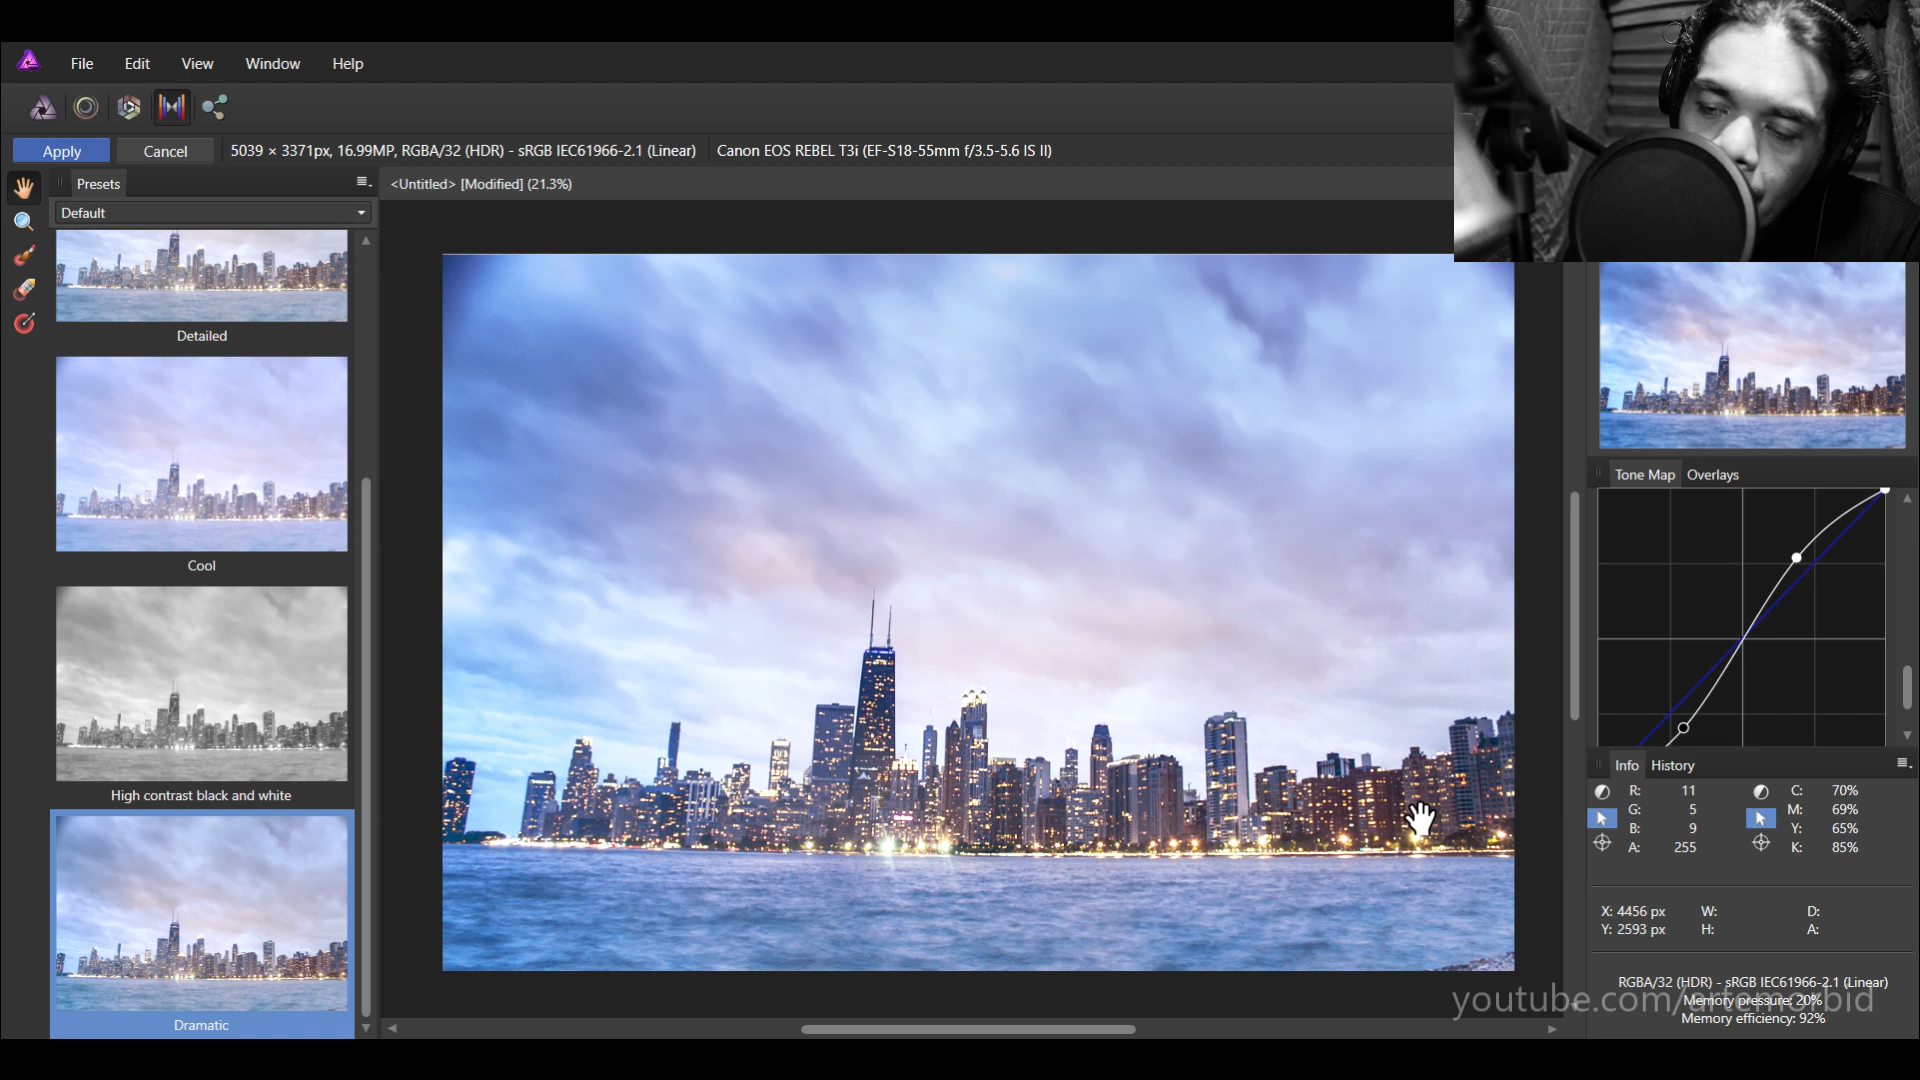 File Edit View Window Help
Apply Cancel 5039 × 3371px, 16.99MP, RGBA/32 (HDR) - sRGB IEC61966-2.1 (Linear) Canon EOS REBEL T3i (EF-S18-55mm f/3.5-5.6 IS II)
Presets
<Untitled> [Modified] (21.3%)
Default
Detailed
Cool
High contrast black and white
Dramatic
Tone Map Overlays
Info History
R: 11 C: 70%
G: 5 M: 69%
B: 9 Y: 65%
A: 255 K: 85%
X: 4456 px W: D:
Y: 2593 px H: A:
RGBA/32 (HDR) - sRGB IEC61966-2.1 (Linear)
youtube.com/artemorbid
Memory pressure: 20%
Memory efficiency: 92%